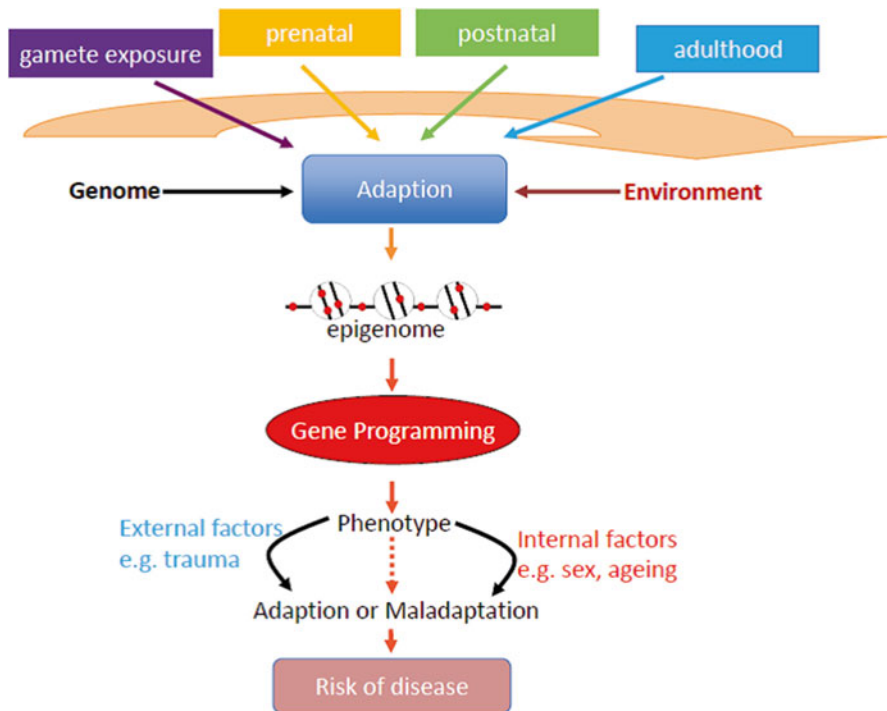 gamete exposure
prenatal
postnatal
adulthood
Genome
Adaption
Environment
epigenome
Gene Programming
External factors
e.g. trauma
Phenotype
Internal factors
e.g. sex, ageing
Adaption or Maladaptation
Risk of disease